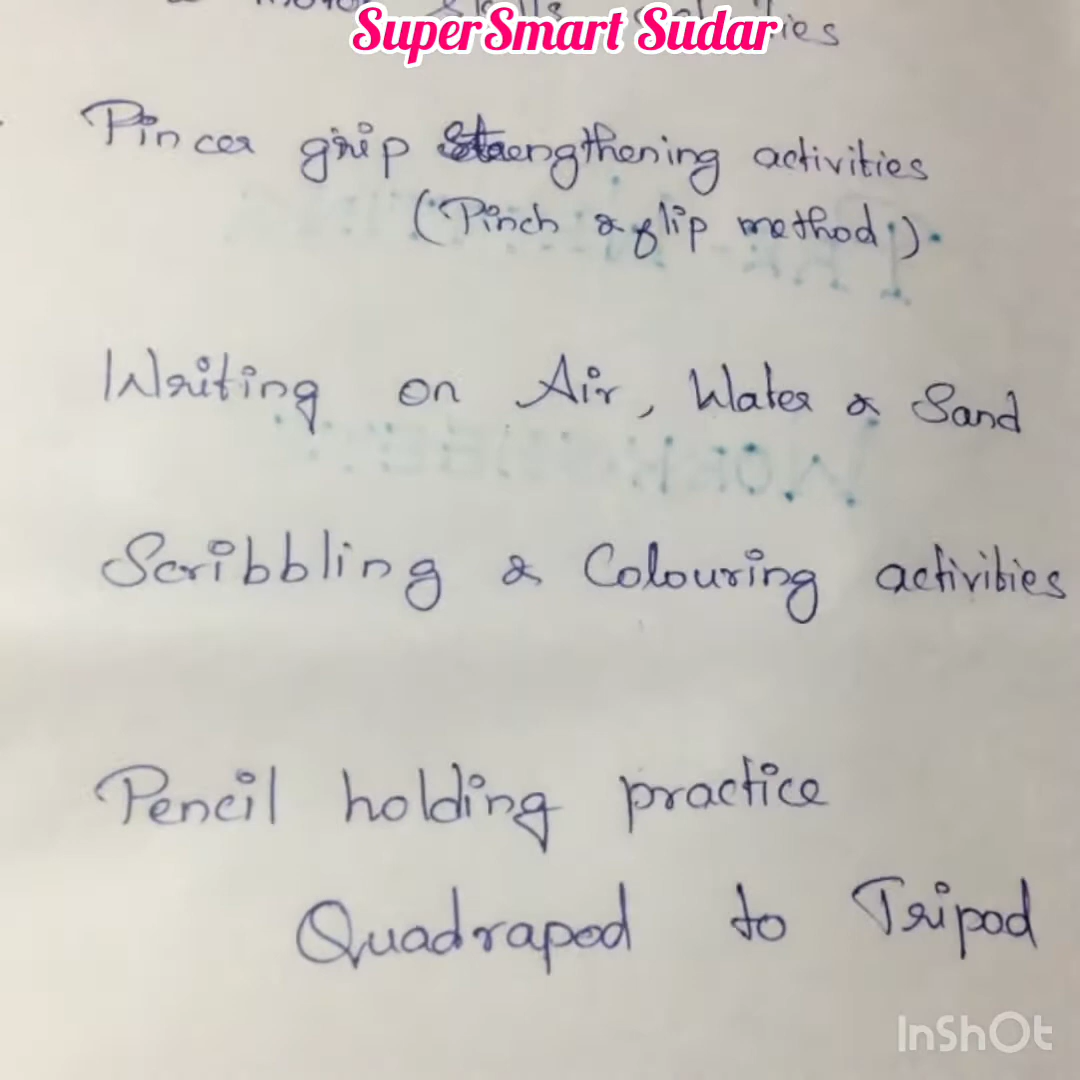 SuperSmart Sudar
skills
Pincer grip Strengthening activities
(Pinch & flip method)
Writing on Air, Water & Sand
Scribbling & Colouring activities
Pencil holding practice
Quadrapod to Tripod
InShOt